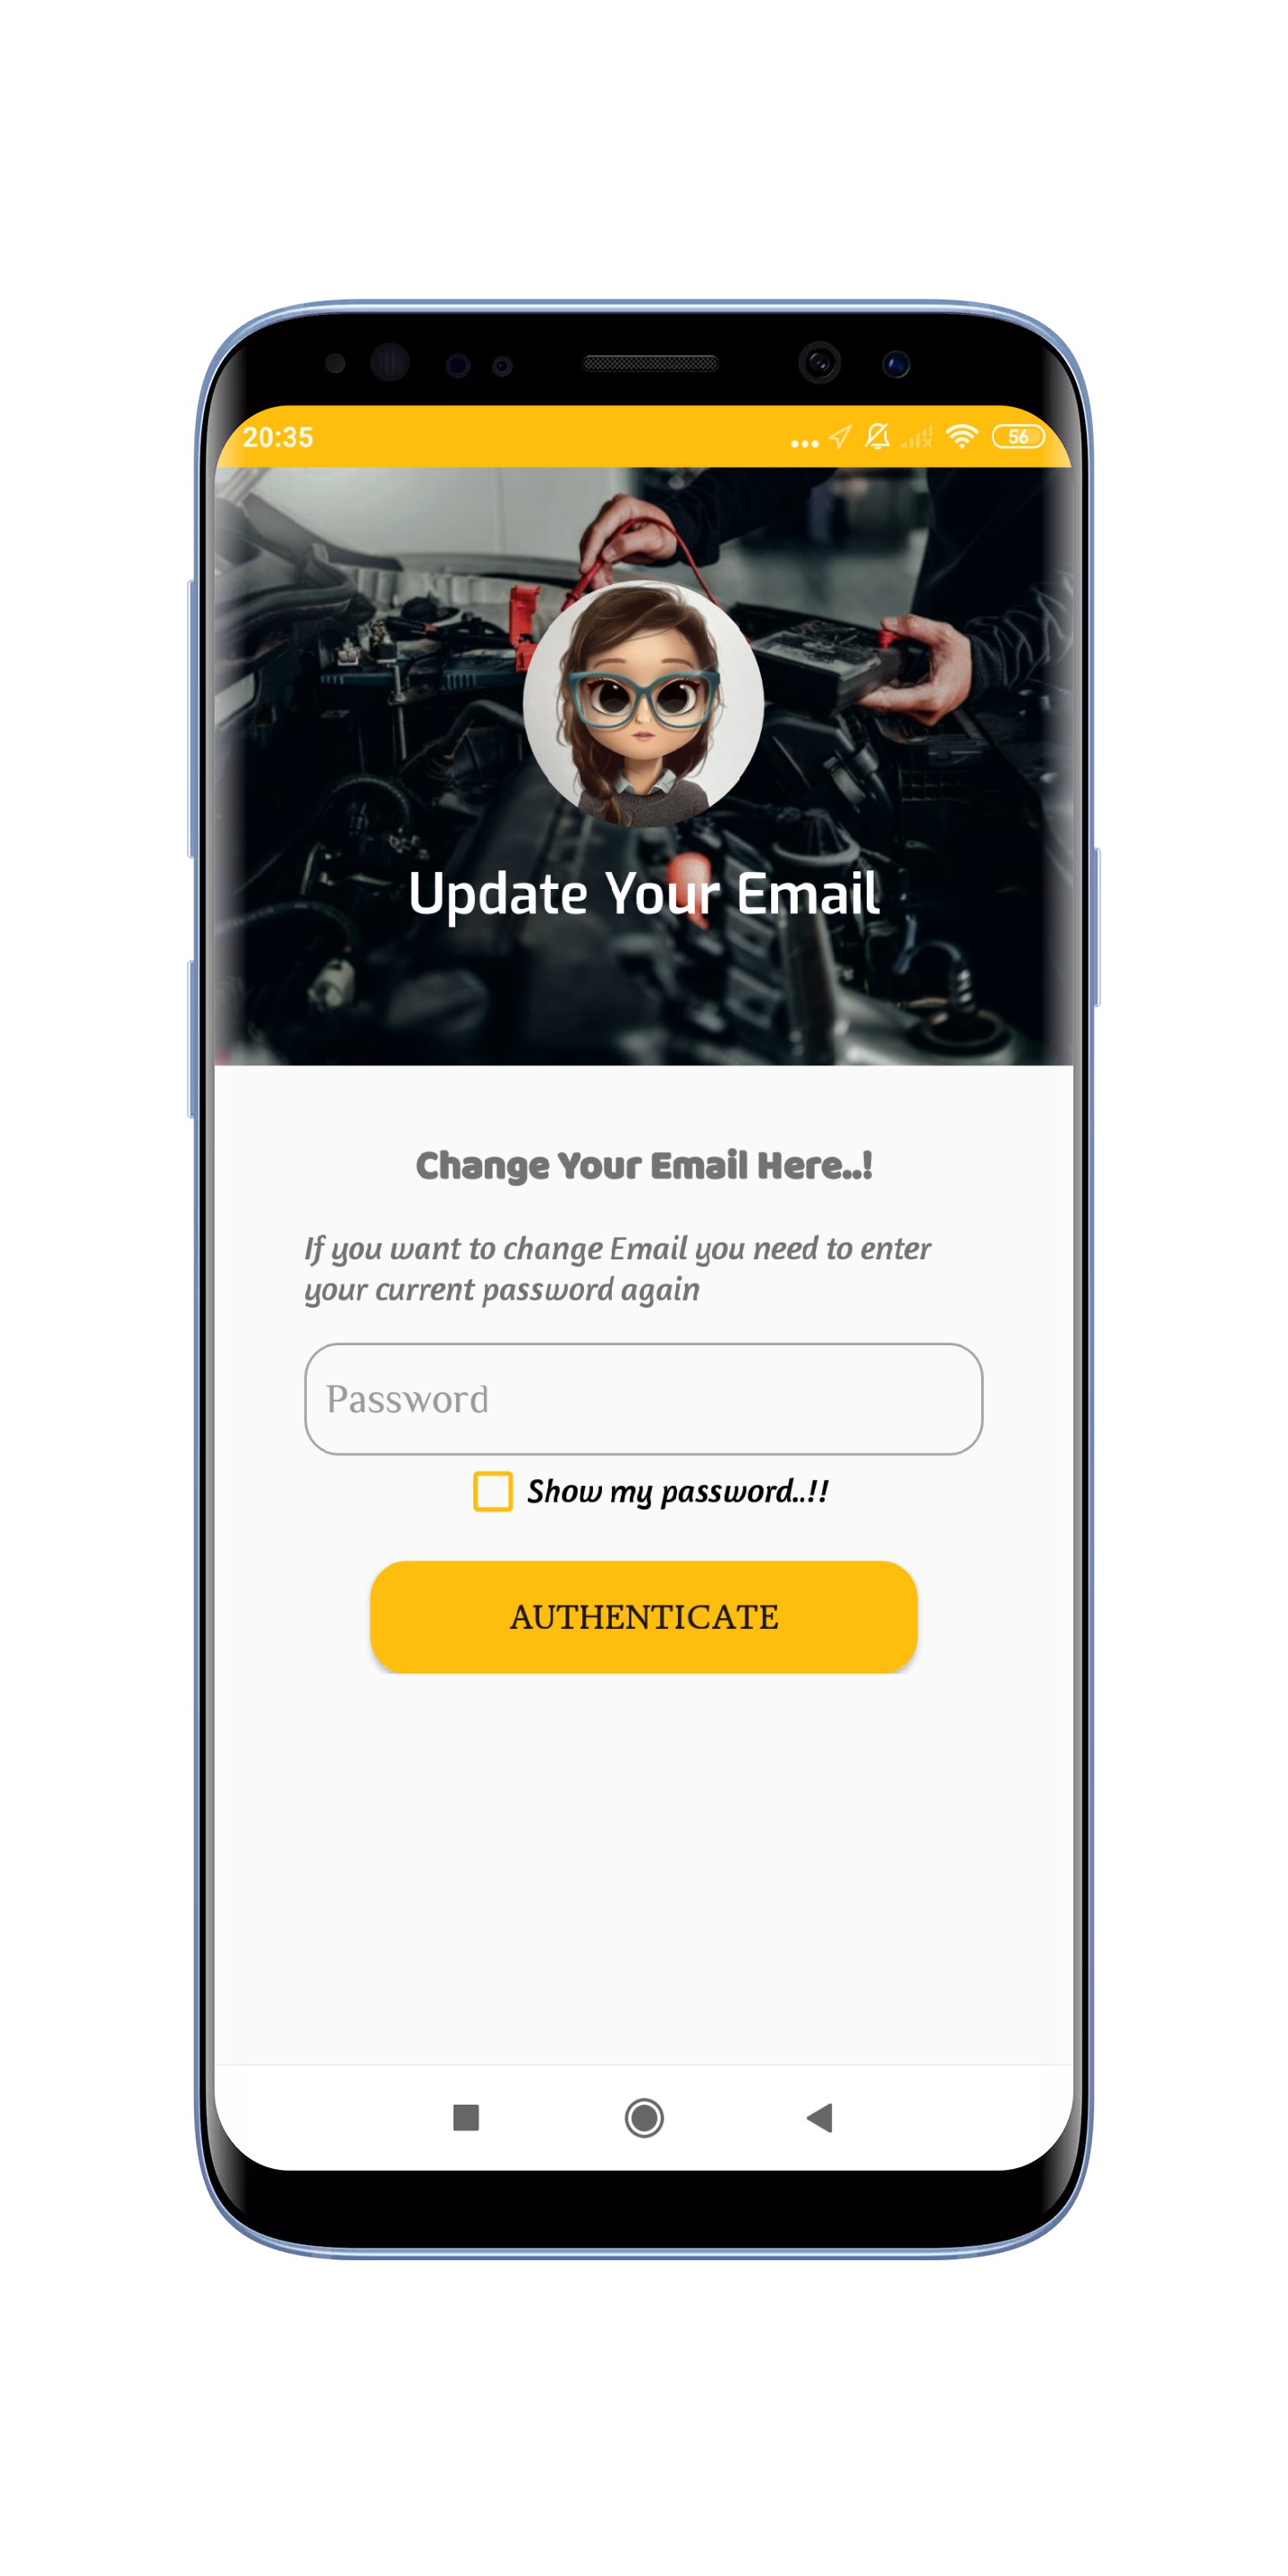 20:35
56
Update Your Email
Change Your Email Here..!
If you want to change Email you need to enter
your current password again
Password
Show my password..!!
AUTHENTICATE